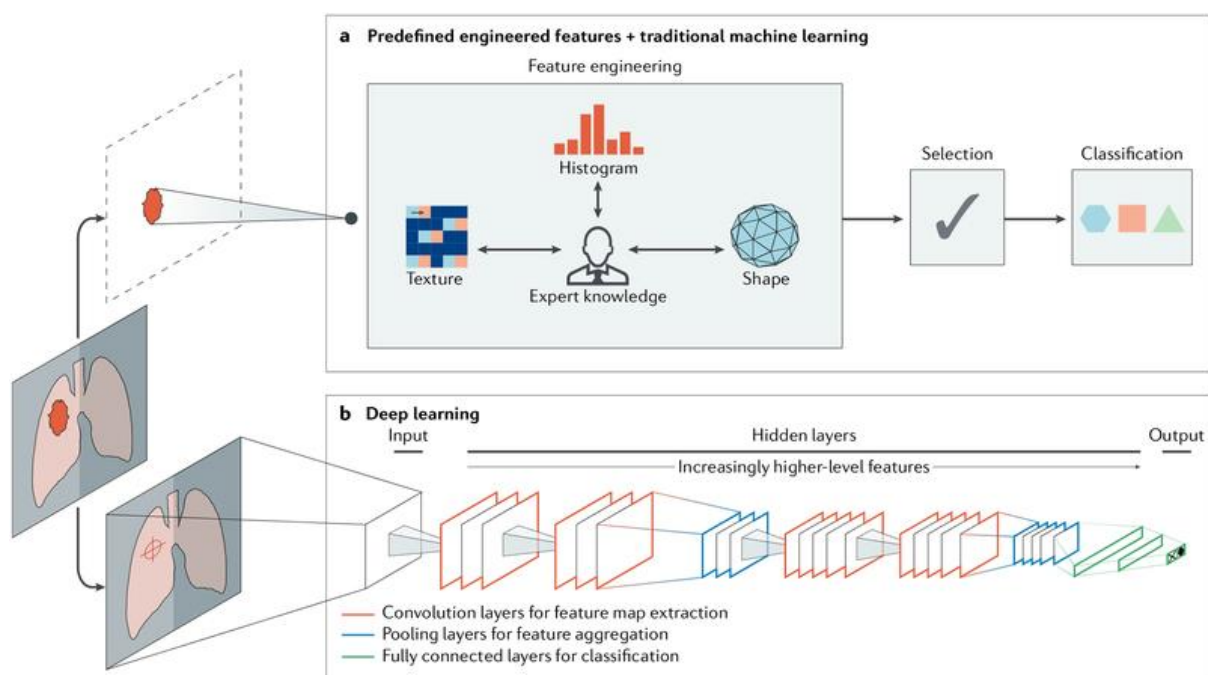 a Predefined engineered features + traditional machine learning
Feature engineering
Histogram
Texture
Expert knowledge
Shape
Selection
Classification
b Deep learning
Input
Hidden layers
Output
Increasingly higher-level features
Convolution layers for feature map extraction
Pooling layers for feature aggregation
Fully connected layers for classification